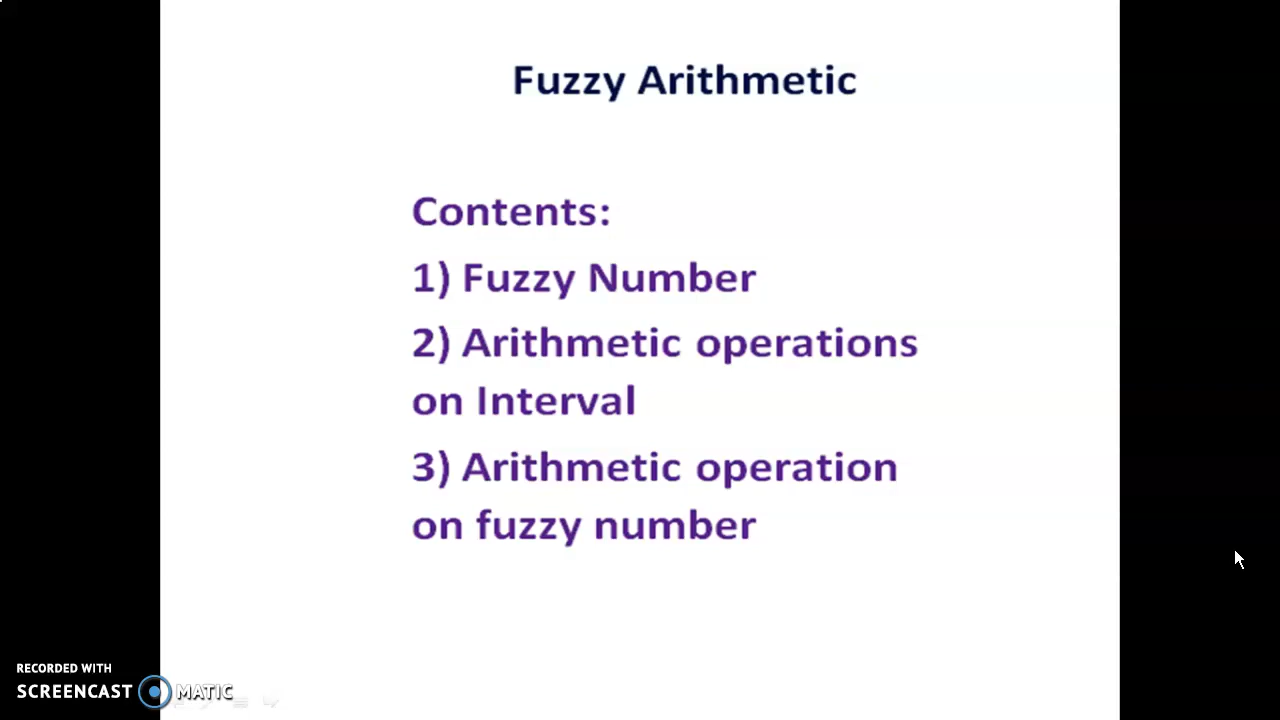 Fuzzy Arithmetic
Contents:
1) Fuzzy Number
2) Arithmetic operations
on Interval
3) Arithmetic operation
on fuzzy number
RECORDED WITH
SCREENCAST MATIC